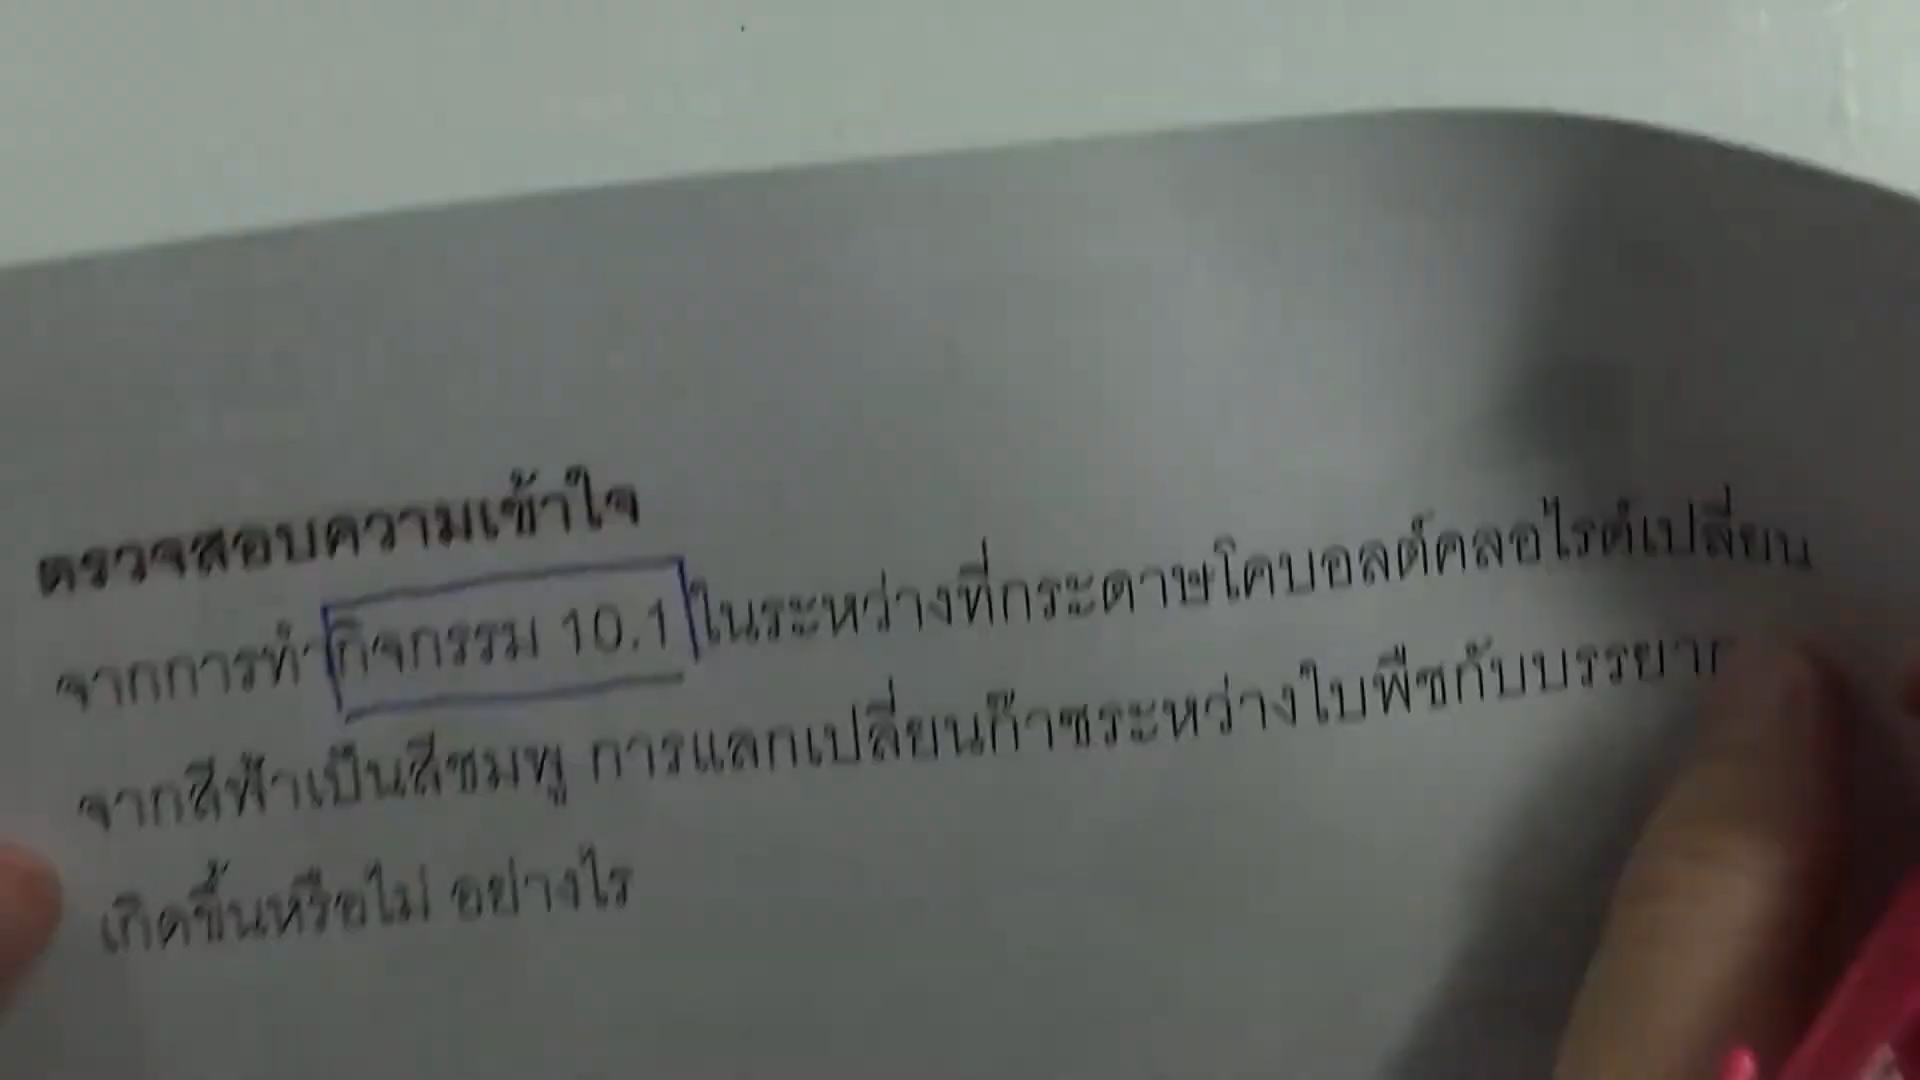 ตรวจสอบความเข้าใจ
จากการทำกิจกรรม 10.1 ในระหว่างที่กระดาษโคบอลต์คลอไรด์เปลี่ยน
จากสีฟ้าเป็นสีชมพู การแลกเปลี่ยนก๊าซระหว่างใบพืชกับ
เกิดขึ้นหรือไม่ อย่างไร